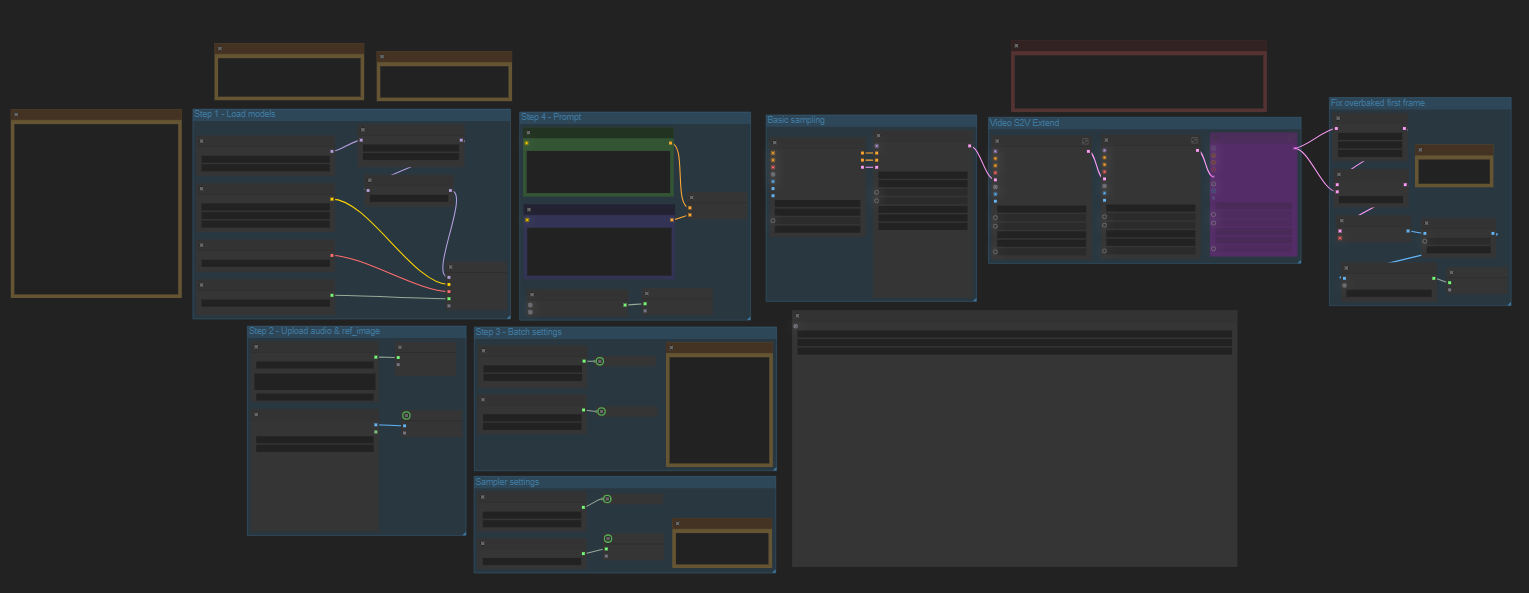 Step 1 - Load models
Step 4 - Prompt
Basic sampling
Video S2V Extend
Fix overbaked first frame
Step 2 - Upload audio & ref_image
Step 3 - Batch settings
Sampler settings